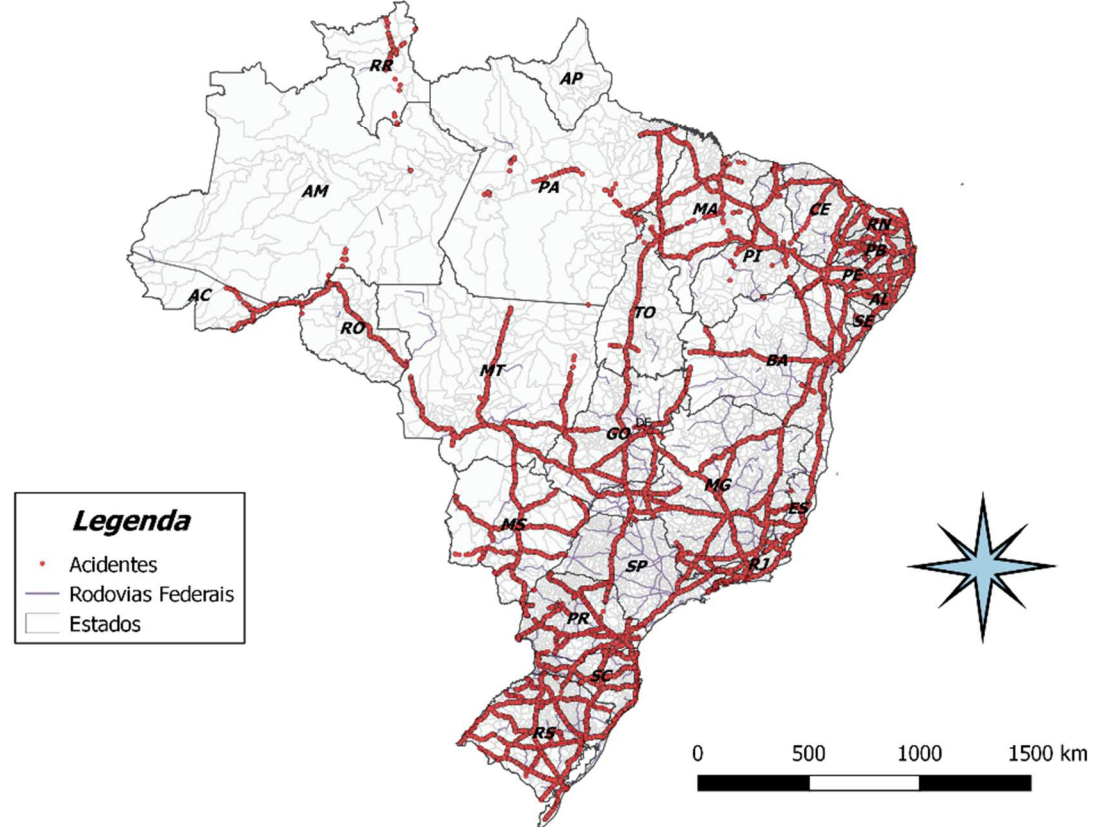 RR
AP
AM
PA
MA
CE
RN
PB
PI
PE
AL
SE
AC
RO
TO
MT
BA
DF
GO
MG
ES
MS
SP
RJ
PR
SC
RS
Legenda
Acidentes
Rodovias Federais
Estados
0 500 1000 1500 km